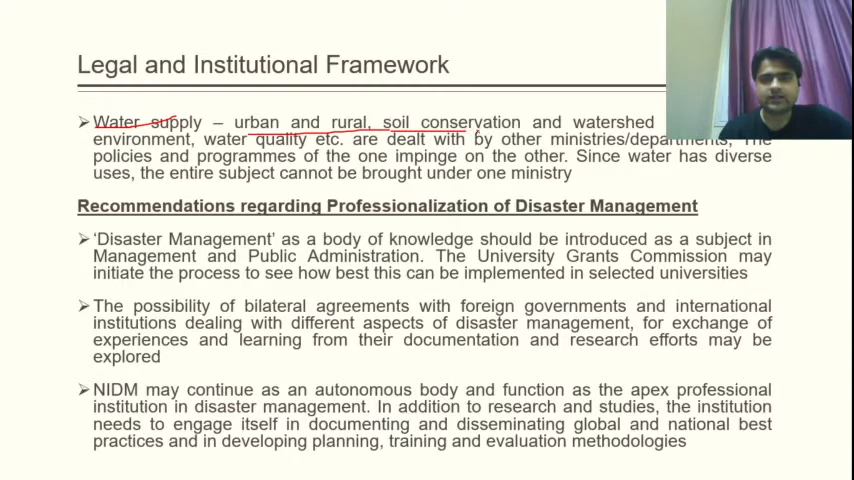 Legal and Institutional Framework
➤Water supply – urban and rural, soil conservation and watershed
environment, water quality etc. are dealt with by other ministries/departments, The
policies and programmes of the one impinge on the other. Since water has diverse
uses, the entire subject cannot be brought under one ministry
Recommendations regarding Professionalization of Disaster Management
➤‘Disaster Management’ as a body of knowledge should be introduced as a subject in
Management and Public Administration. The University Grants Commission may
initiate the process to see how best this can be implemented in selected universities
➤The possibility of bilateral agreements with foreign governments and international
institutions dealing with different aspects of disaster management, for exchange of
experiences and learning from their documentation and research efforts may be
explored
➤NIDM may continue as an autonomous body and function as the apex professional
institution in disaster management. In addition to research and studies, the institution
needs to engage itself in documenting and disseminating global and national best
practices and in developing planning, training and evaluation methodologies